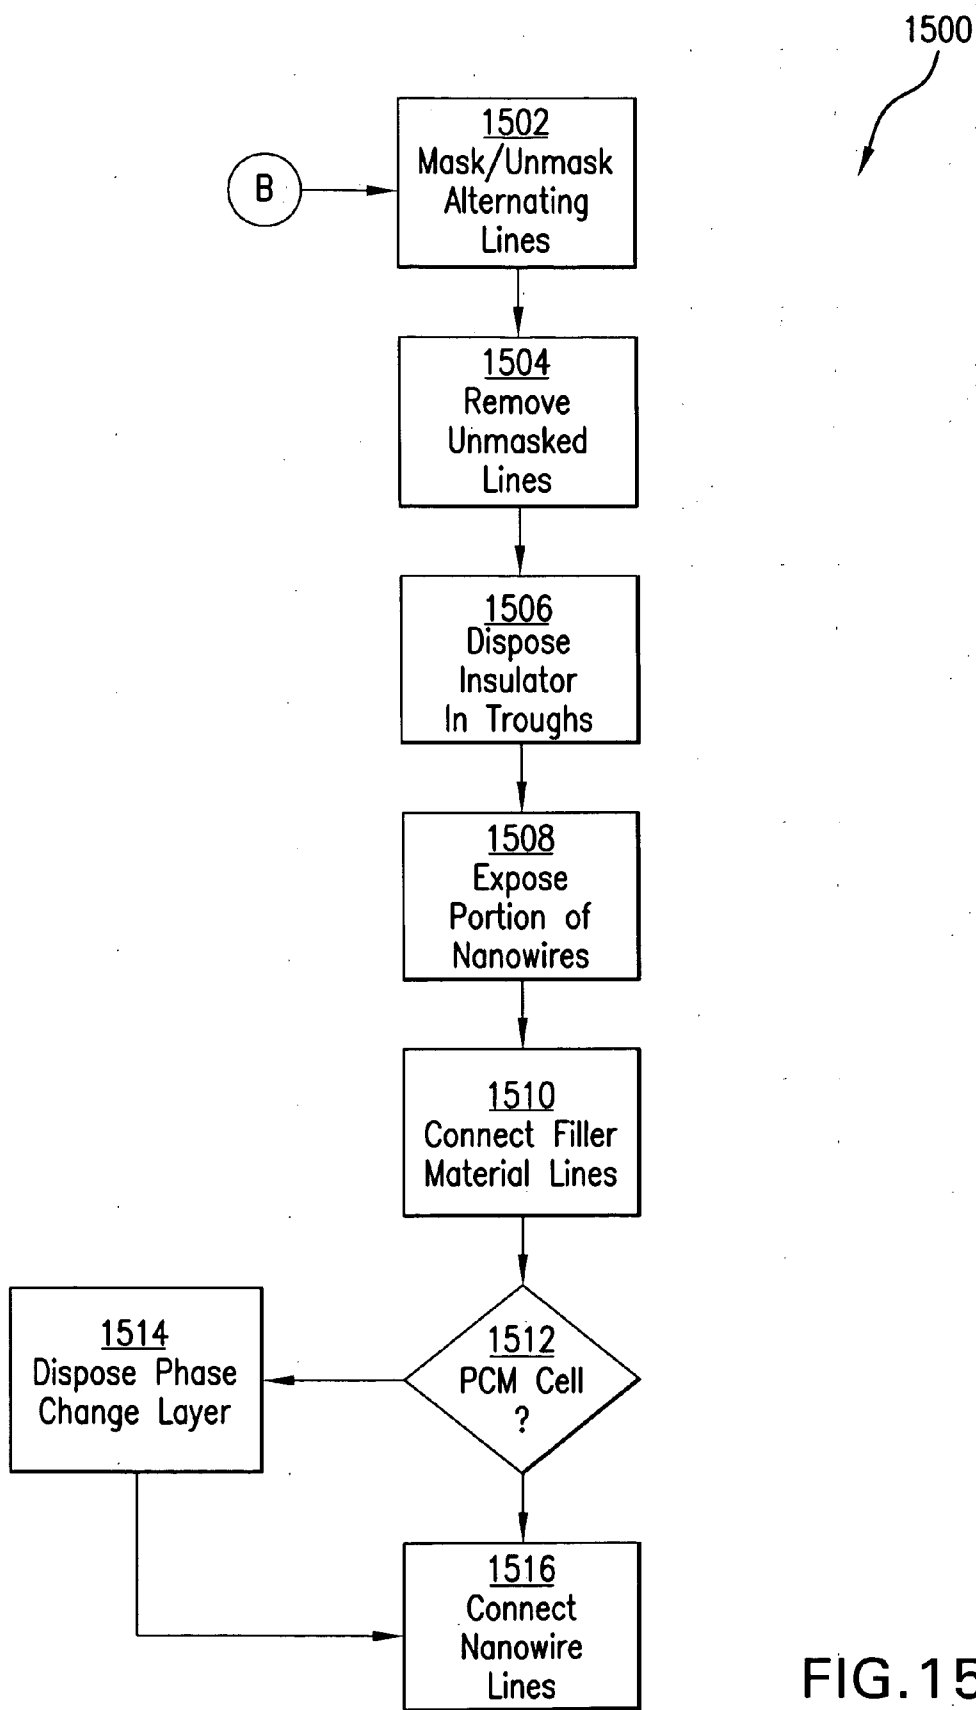 1500
B
1502
Mask/Unmask
Alternating
Lines
1504
Remove
Unmasked
Lines
1506
Dispose
Insulator
In Troughs
1508
Expose
Portion of
Nanowires
1510
Connect Filler
Material Lines
1512
PCM Cell
?
1514
Dispose Phase
Change Layer
1516
Connect
Nanowire
Lines
FIG.15